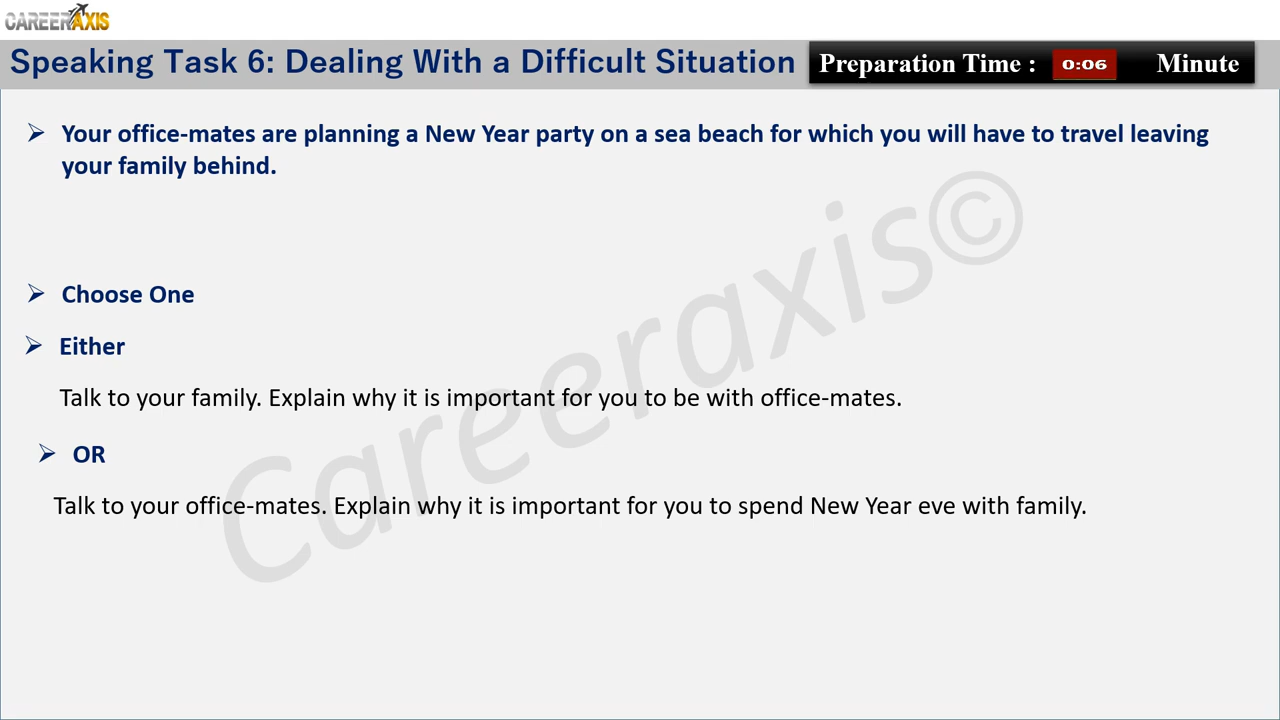 CAREERAXIS
Speaking Task 6: Dealing With a Difficult Situation
Preparation Time : 0:06 Minute
Your office-mates are planning a New Year party on a sea beach for which you will have to travel leaving
your family behind.
Choose One
Either
Talk to your family. Explain why it is important for you to be with office-mates.
OR
Talk to your office-mates. Explain why it is important for you to spend New Year eve with family.
Careeraxis©